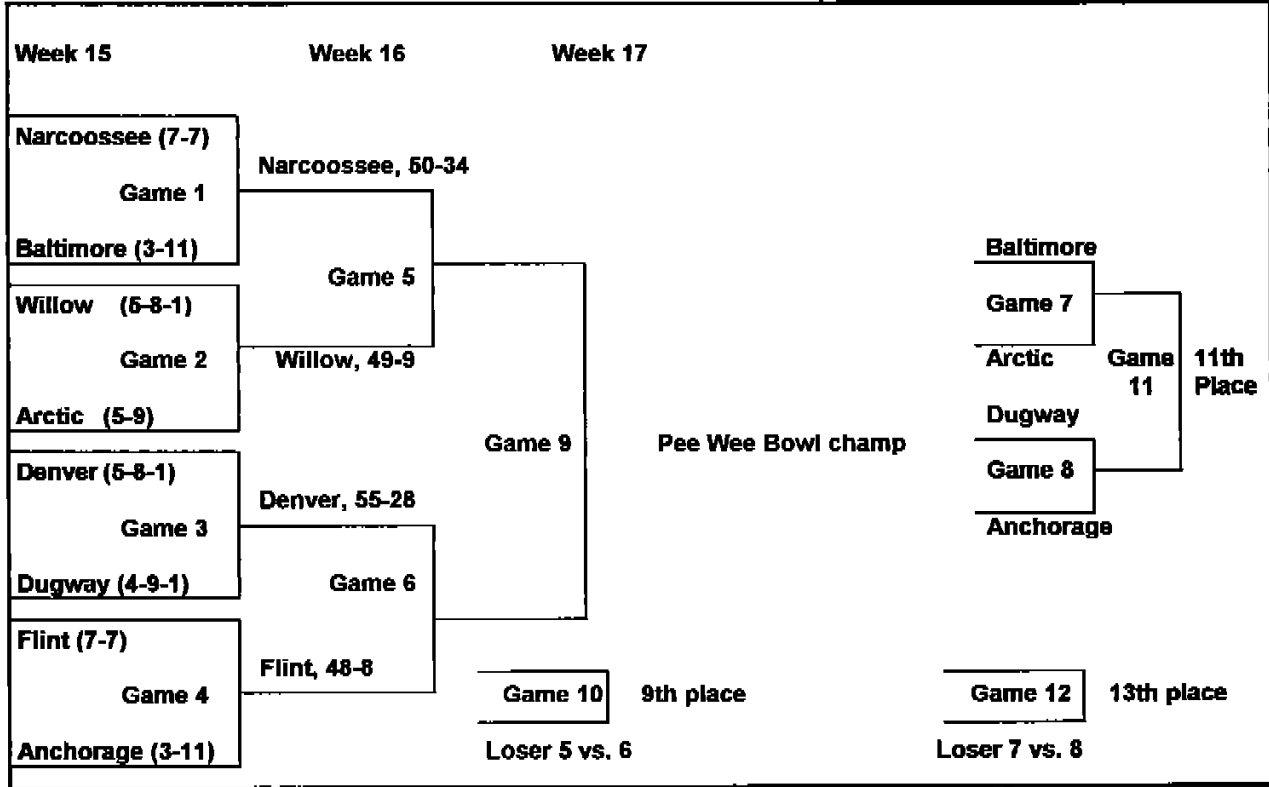 Week 15 Week 16 Week 17
Narcoossee (7-7)
Narcoossee, 50-34
Game 1
Baltimore (3-11)
Game 5
Willow (5-8-1)
Game 2
Willow, 49-9
Arctic (5-9)
Game 9
Pee Wee Bowl champ
Denver (5-8-1)
Denver, 55-28
Game 3
Dugway (4-9-1)
Game 6
Flint (7-7)
Flint, 48-8
Game 4
Anchorage (3-11)
Game 10 9th place
Loser 5 vs. 6
Baltimore
Game 7
Arctic
Game 11
11th Place
Dugway
Game 8
Anchorage
Game 12 13th place
Loser 7 vs. 8